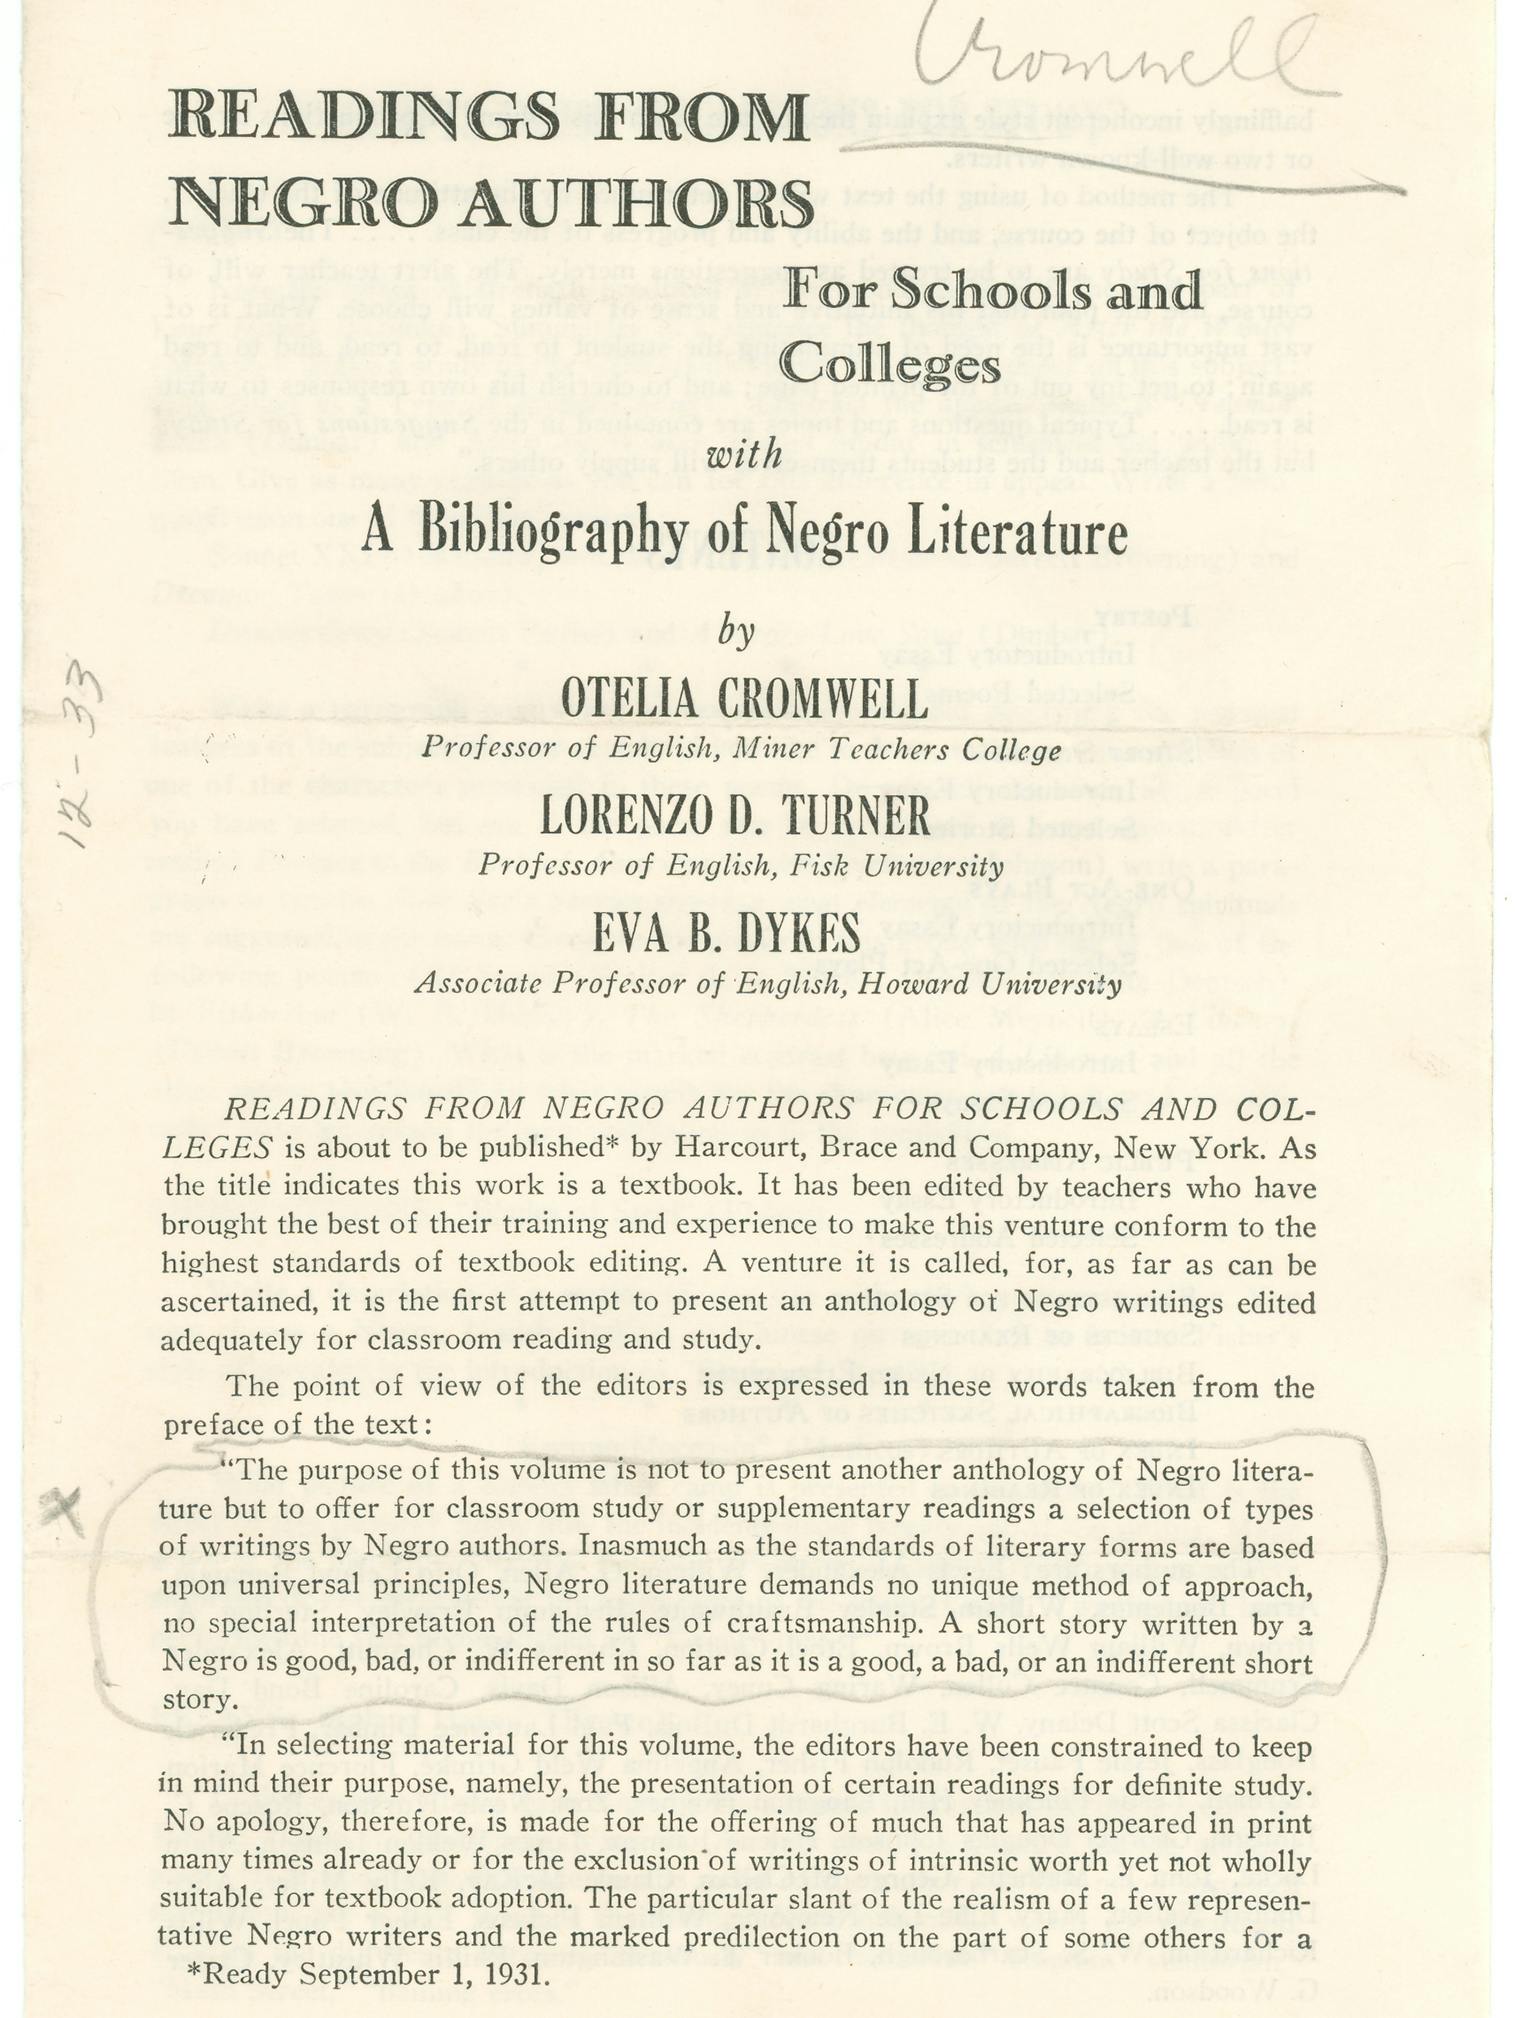 Cromwell
READINGS FROM
NEGRO AUTHORS
For Schools and
Colleges
with
A Bibliography of Negro Literature
by
OTELIA CROMWELL
Professor of English, Miner Teachers College
LORENZO D. TURNER
Professor of English, Fisk University
EVA B. DYKES
Associate Professor of English, Howard University
12-33
READINGS FROM NEGRO AUTHORS FOR SCHOOLS AND COL-
LEGES is about to be published* by Harcourt, Brace and Company, New York. As
the title indicates this work is a textbook. It has been edited by teachers who have
brought the best of their training and experience to make this venture conform to the
highest standards of textbook editing. A venture it is called, for, as far as can be
ascertained, it is the first attempt to present an anthology of Negro writings edited
adequately for classroom reading and study.
The point of view of the editors is expressed in these words taken from the
preface of the text:
"The purpose of this volume is not to present another anthology of Negro litera-
ture but to offer for classroom study or supplementary readings a selection of types
of writings by Negro authors. Inasmuch as the standards of literary forms are based
upon universal principles, Negro literature demands no unique method of approach,
no special interpretation of the rules of craftsmanship. A short story written by a
Negro is good, bad, or indifferent in so far as it is a good, a bad, or an indifferent short
story.
"In selecting material for this volume, the editors have been constrained to keep
in mind their purpose, namely, the presentation of certain readings for definite study.
No apology, therefore, is made for the offering of much that has appeared in print
many times already or for the exclusion of writings of intrinsic worth yet not wholly
suitable for textbook adoption. The particular slant of the realism of a few represen-
tative Negro writers and the marked predilection on the part of some others for a
*Ready September 1, 1931.